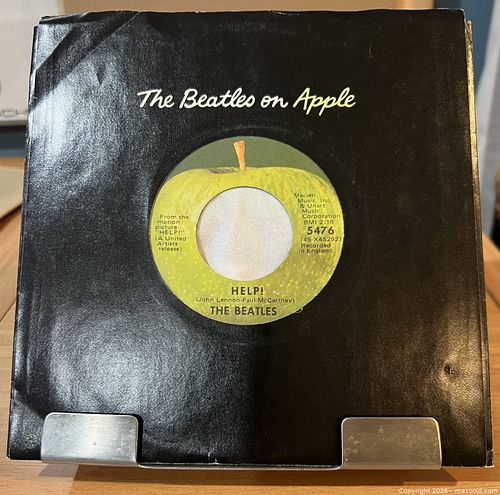 The Beatles on Apple
From the
motion
picture
"HELP!"
(A United
Artists
release)
Maclen
Music, Inc.
& Unart
Music
Corporation
BMI 2:16
5476
(45-X45292)
Recorded
in England
HELP!
(John Lennon-Paul McCartney)
THE BEATLES
Copyright 2026 - maxsold.com